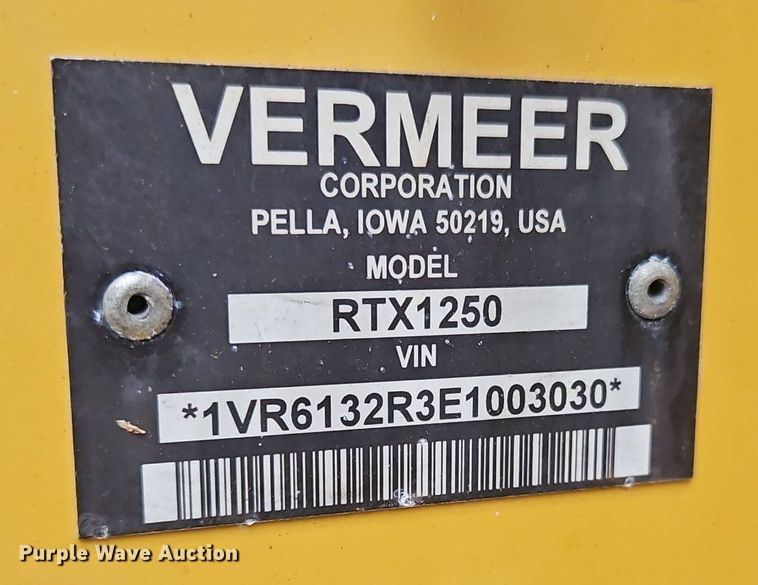 VERMEER
CORPORATION
PELLA, IOWA 50219, USA
MODEL
RTX1250
VIN
*1VR6132R3E1003030*
Purple Wave Auction